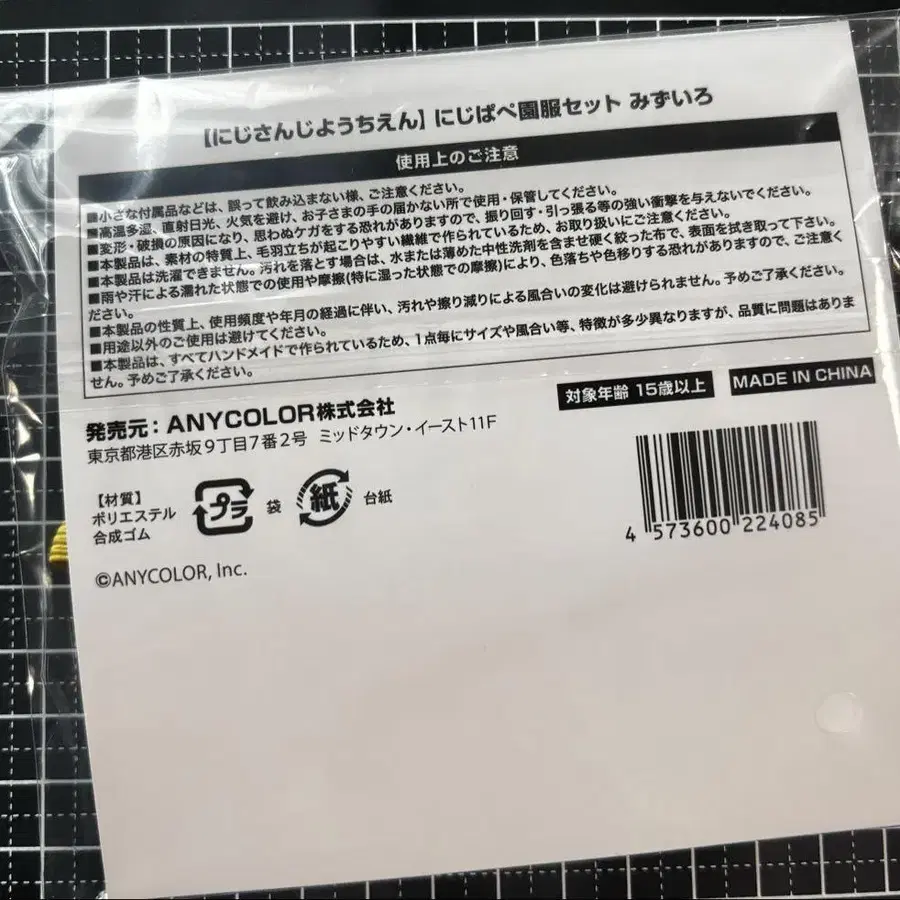 【にじさんじようちえん】にじぱぺ園服セット みずいろ
使用上のご注意
■小さな付属品などは、誤って飲み込まない様、ご注意ください。
■高温多湿、直射日光、火気を避け、お子さまの手の届かない所で使用・保管してください。
■変形・破損の原因になり、思わぬケガをする恐れがありますので、振り回す・引っ張る等の強い衝撃を与えないでください。
■本製品は、素材の特質上、毛羽立ちが起こりやすい繊維で作られているため、お取り扱いにご注意ください。
■本製品は洗濯できません。汚れを落とす場合は、水または薄めた中性洗剤を含ませ硬く絞った布で、表面を拭き取って下さい。
■雨や汗による濡れた状態での使用や摩擦(特に湿った状態での摩擦)により、色落ちや色移りする恐れがありますので、ご注意く
ださい。
■本製品の性質上、使用頻度や年月の経過に伴い、汚れや擦り減りによる風合いの変化は避けられません。予めご了承ください。
■用途以外のご使用は避けてください。
■本製品は、すべてハンドメイドで作られているため、1点毎にサイズや風合い等、特徴が多少異なりますが、品質に問題はありま
せん。予めご了承ください。
対象年齢 15歳以上
MADE IN CHINA
発売元：ANYCOLOR株式会社
東京都港区赤坂9丁目7番2号 ミッドタウン・イースト11F
【材質】
ポリエステル
合成ゴム
プラ 袋
紙 台紙
4 573600 224085
©ANYCOLOR, Inc.